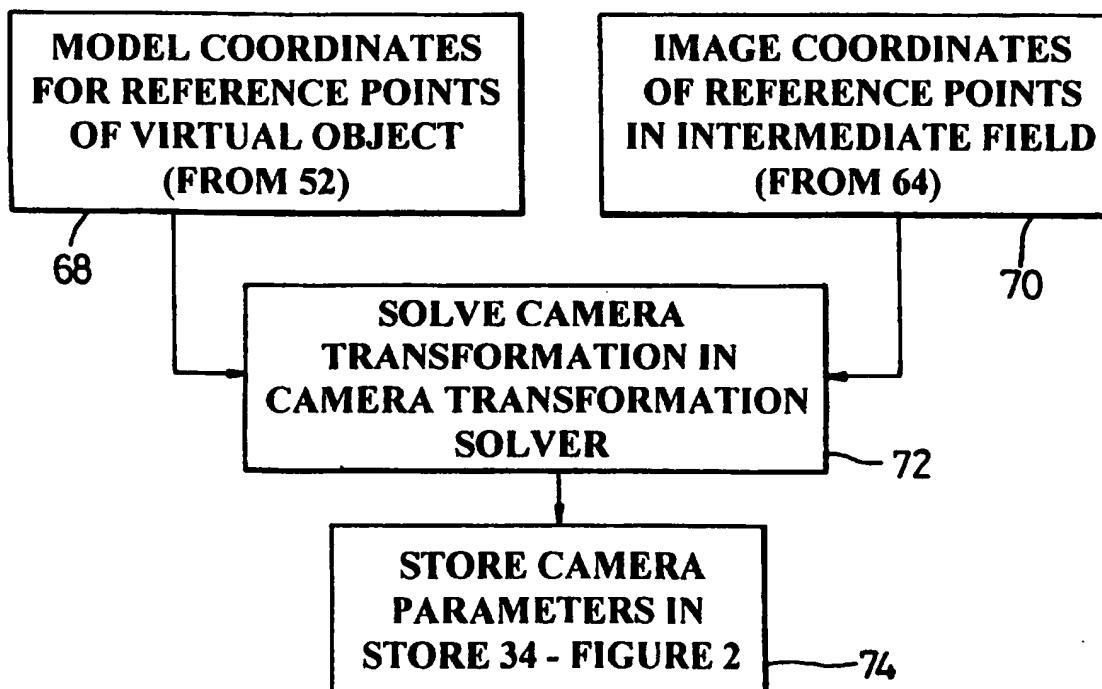 MODEL COORDINATES
FOR REFERENCE POINTS
OF VIRTUAL OBJECT
(FROM 52)
68
IMAGE COORDINATES
OF REFERENCE POINTS
IN INTERMEDIATE FIELD
(FROM 64)
70
SOLVE CAMERA
TRANSFORMATION IN
CAMERA TRANSFORMATION
SOLVER
72
STORE CAMERA
PARAMETERS IN
STORE 34 - FIGURE 2
74